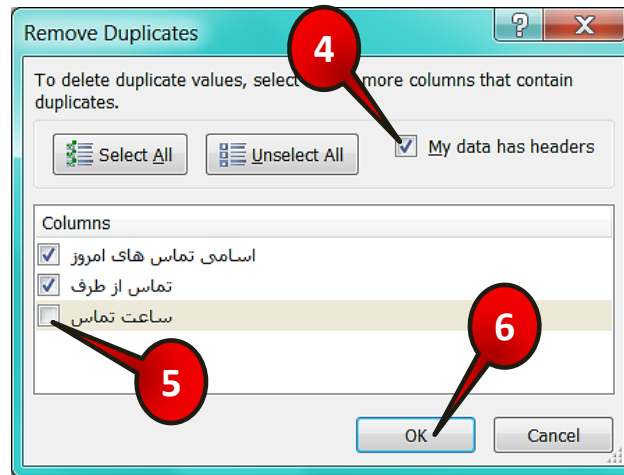 Remove Duplicates
4
To delete duplicate values, select more columns that contain
duplicates.
Select All
Unselect All
My data has headers
Columns
اسامی تماس های امروز
تماس از طرف
ساعت تماس
5
6
OK
Cancel